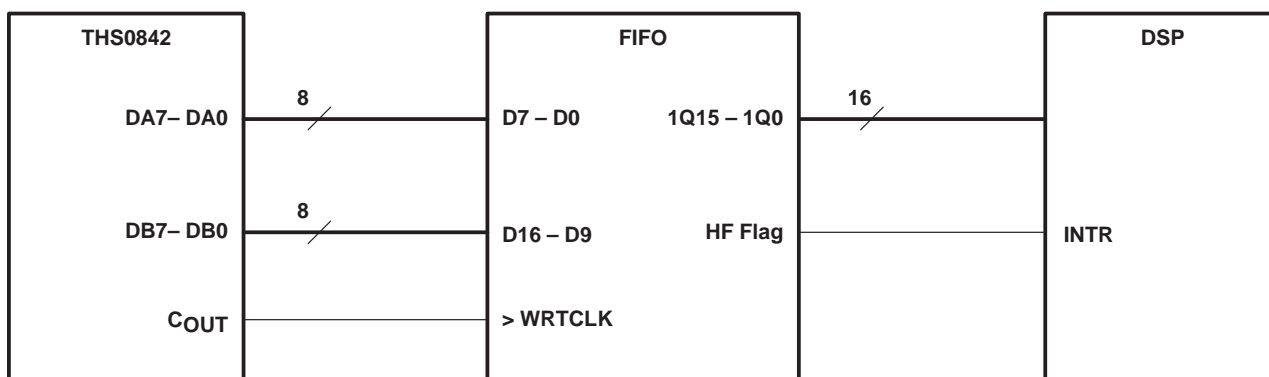 THS0842
FIFO
DSP
8
16
DA7– DA0
D7 – D0
1Q15 – 1Q0
8
DB7– DB0
D16 – D9
HF Flag
INTR
COUT
> WRTCLK